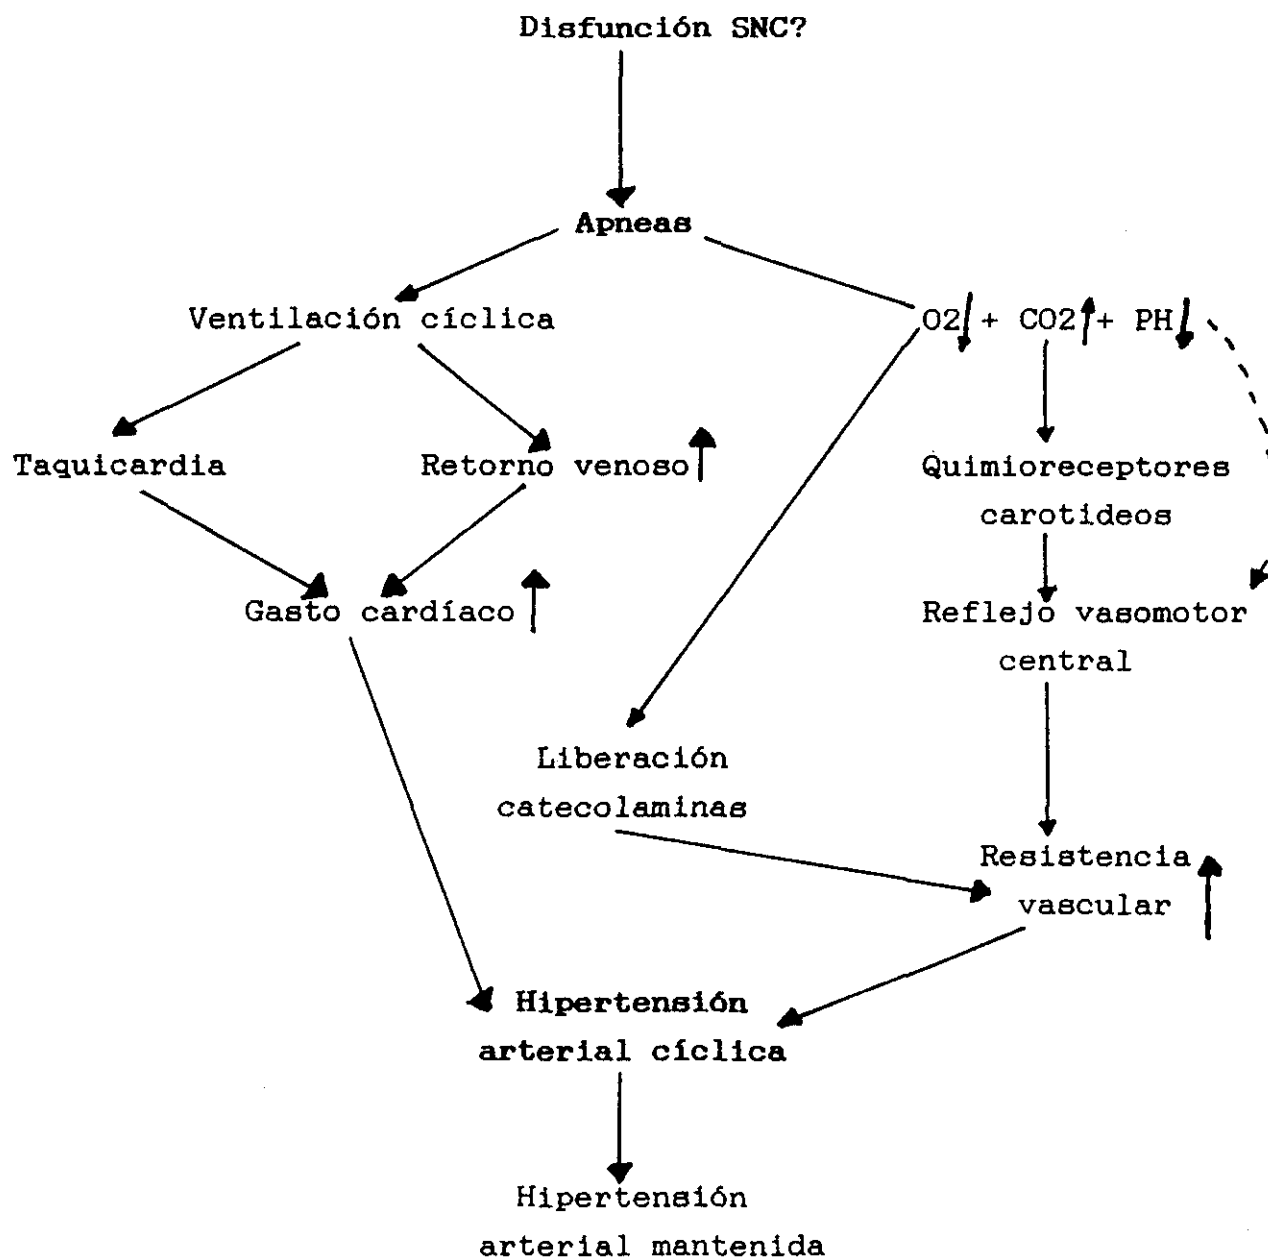 Disfunción SNC?
Apneas
Ventilación cíclica
O2 + CO2 + PH
Taquicardia
Retorno venoso
Quimioreceptores
carotideos
Gasto cardíaco
Reflejo vasomotor
central
Liberación
catecolaminas
Resistencia
vascular
Hipertensión
arterial cíclica
Hipertensión
arterial mantenida